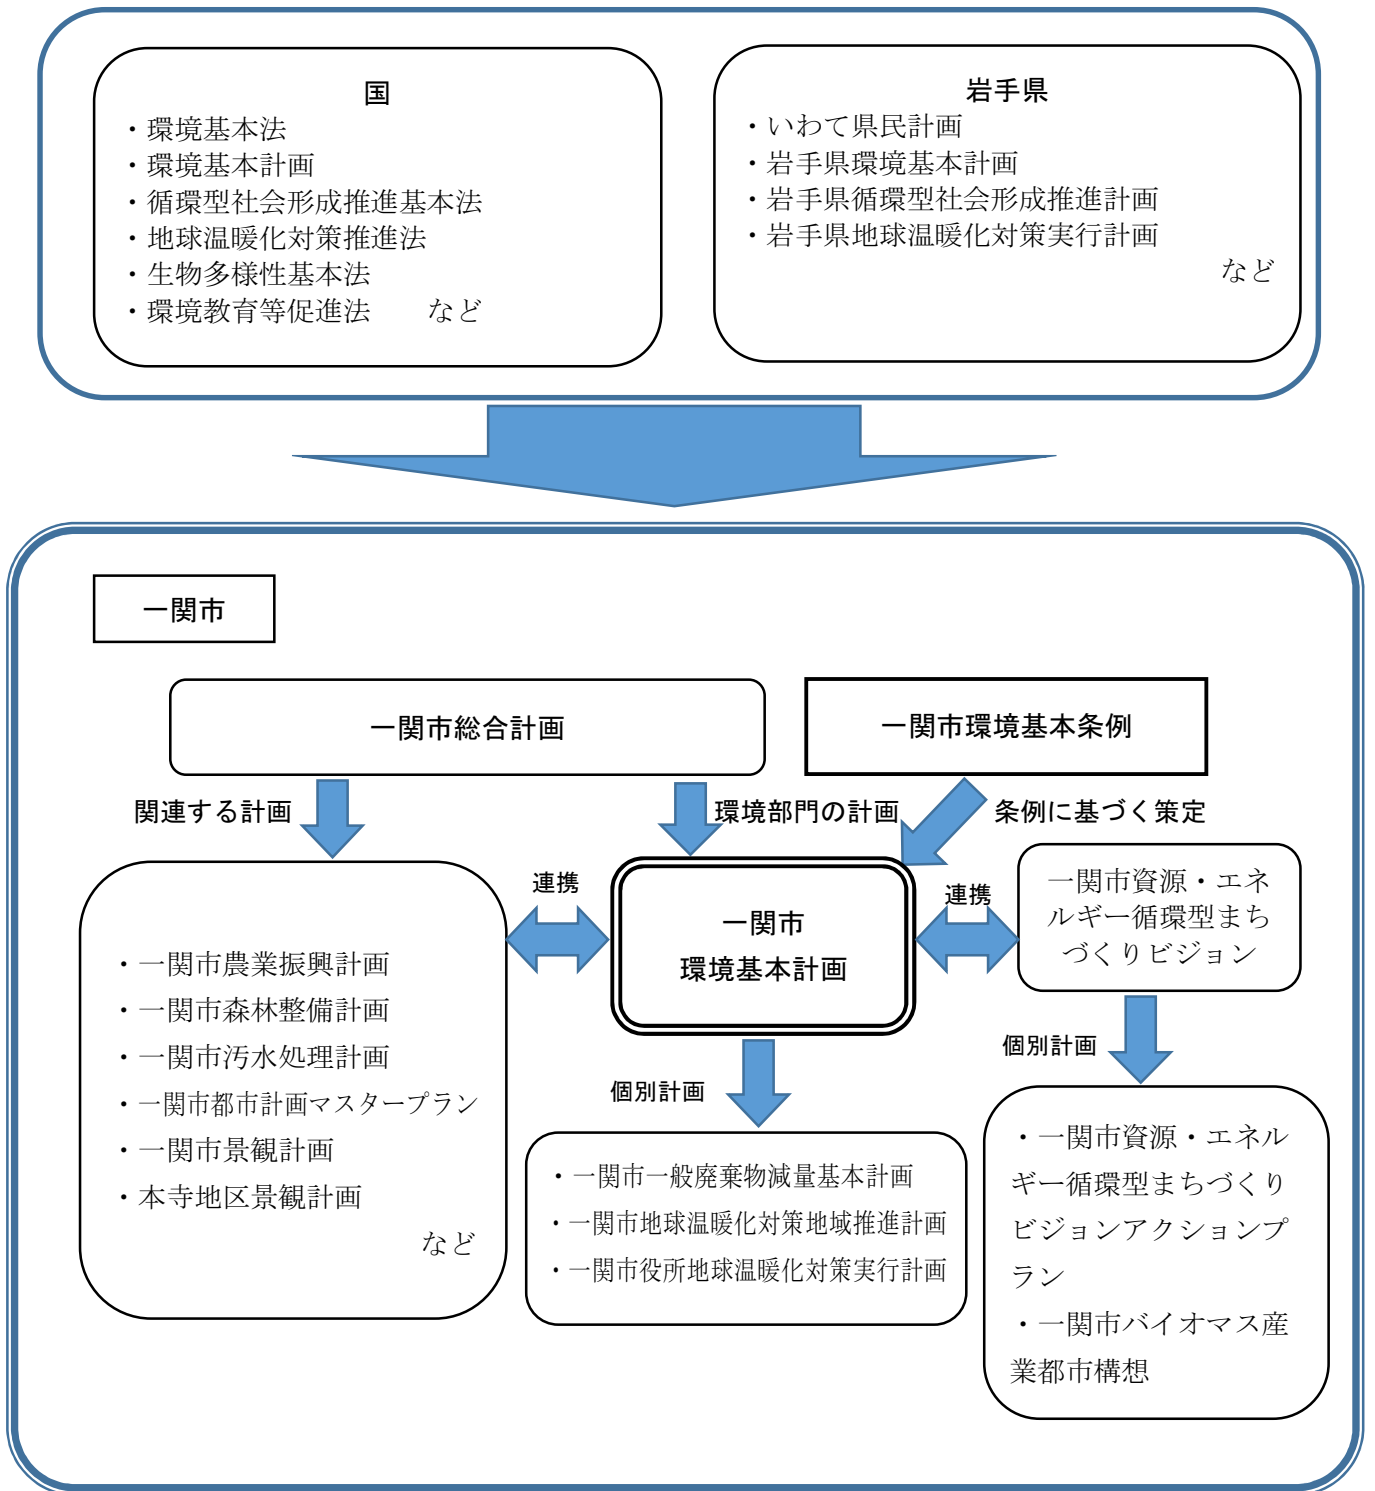 国
・環境基本法
・環境基本計画
・循環型社会形成推進基本法
・地球温暖化対策推進法
・生物多様性基本法
・環境教育等促進法　　など
岩手県
・いわて県民計画
・岩手県環境基本計画
・岩手県循環型社会形成推進計画
・岩手県地球温暖化対策実行計画
など
一関市
一関市総合計画
一関市環境基本条例
関連する計画
環境部門の計画
条例に基づく策定
・一関市農業振興計画
・一関市森林整備計画
・一関市汚水処理計画
・一関市都市計画マスタープラン
・一関市景観計画
・本寺地区景観計画
など
連携
一関市
環境基本計画
連携
一関市資源・エネ
ルギー循環型まち
づくりビジョン
個別計画
・一関市一般廃棄物減量基本計画
・一関市地球温暖化対策地域推進計画
・一関市役所地球温暖化対策実行計画
個別計画
・一関市資源・エネル
ギー循環型まちづくり
ビジョンアクションプ
ラン
・一関市バイオマス産
業都市構想